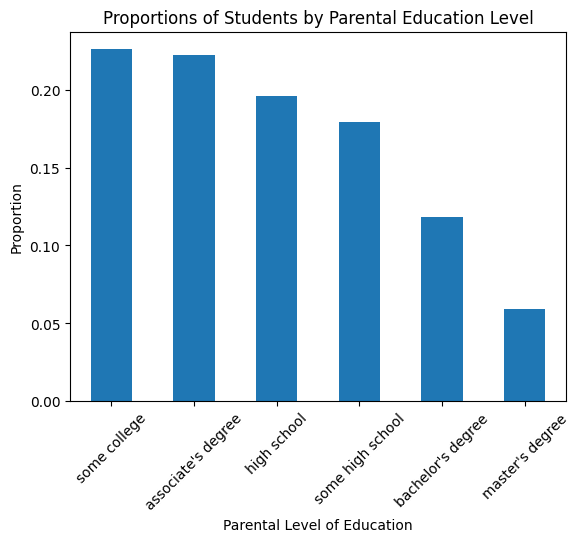 Proportions of Students by Parental Education Level
Proportion
0.20
0.15
0.10
0.05
0.00
some college
associate's degree
high school
some high school
bachelor's degree
master's degree
Parental Level of Education